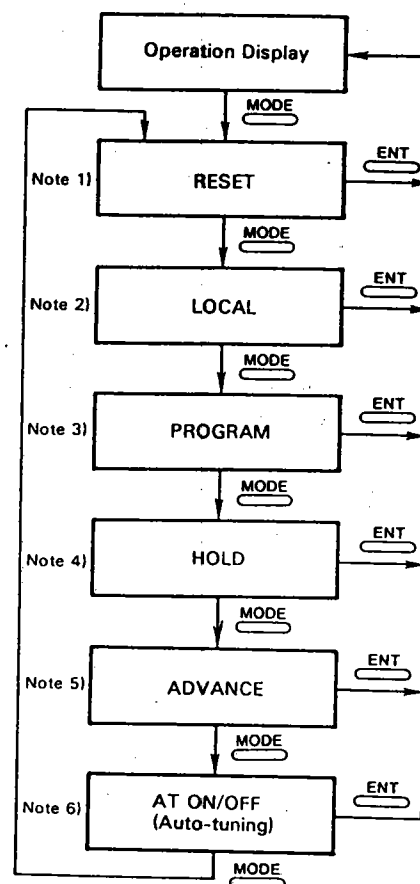 Operation Display
MODE
ENT
Note 1)
RESET
MODE
ENT
Note 2)
LOCAL
MODE
ENT
Note 3)
PROGRAM
MODE
ENT
Note 4)
HOLD
MODE
ENT
Note 5)
ADVANCE
MODE
ENT
Note 6)
AT ON/OFF
(Auto-tuning)
MODE